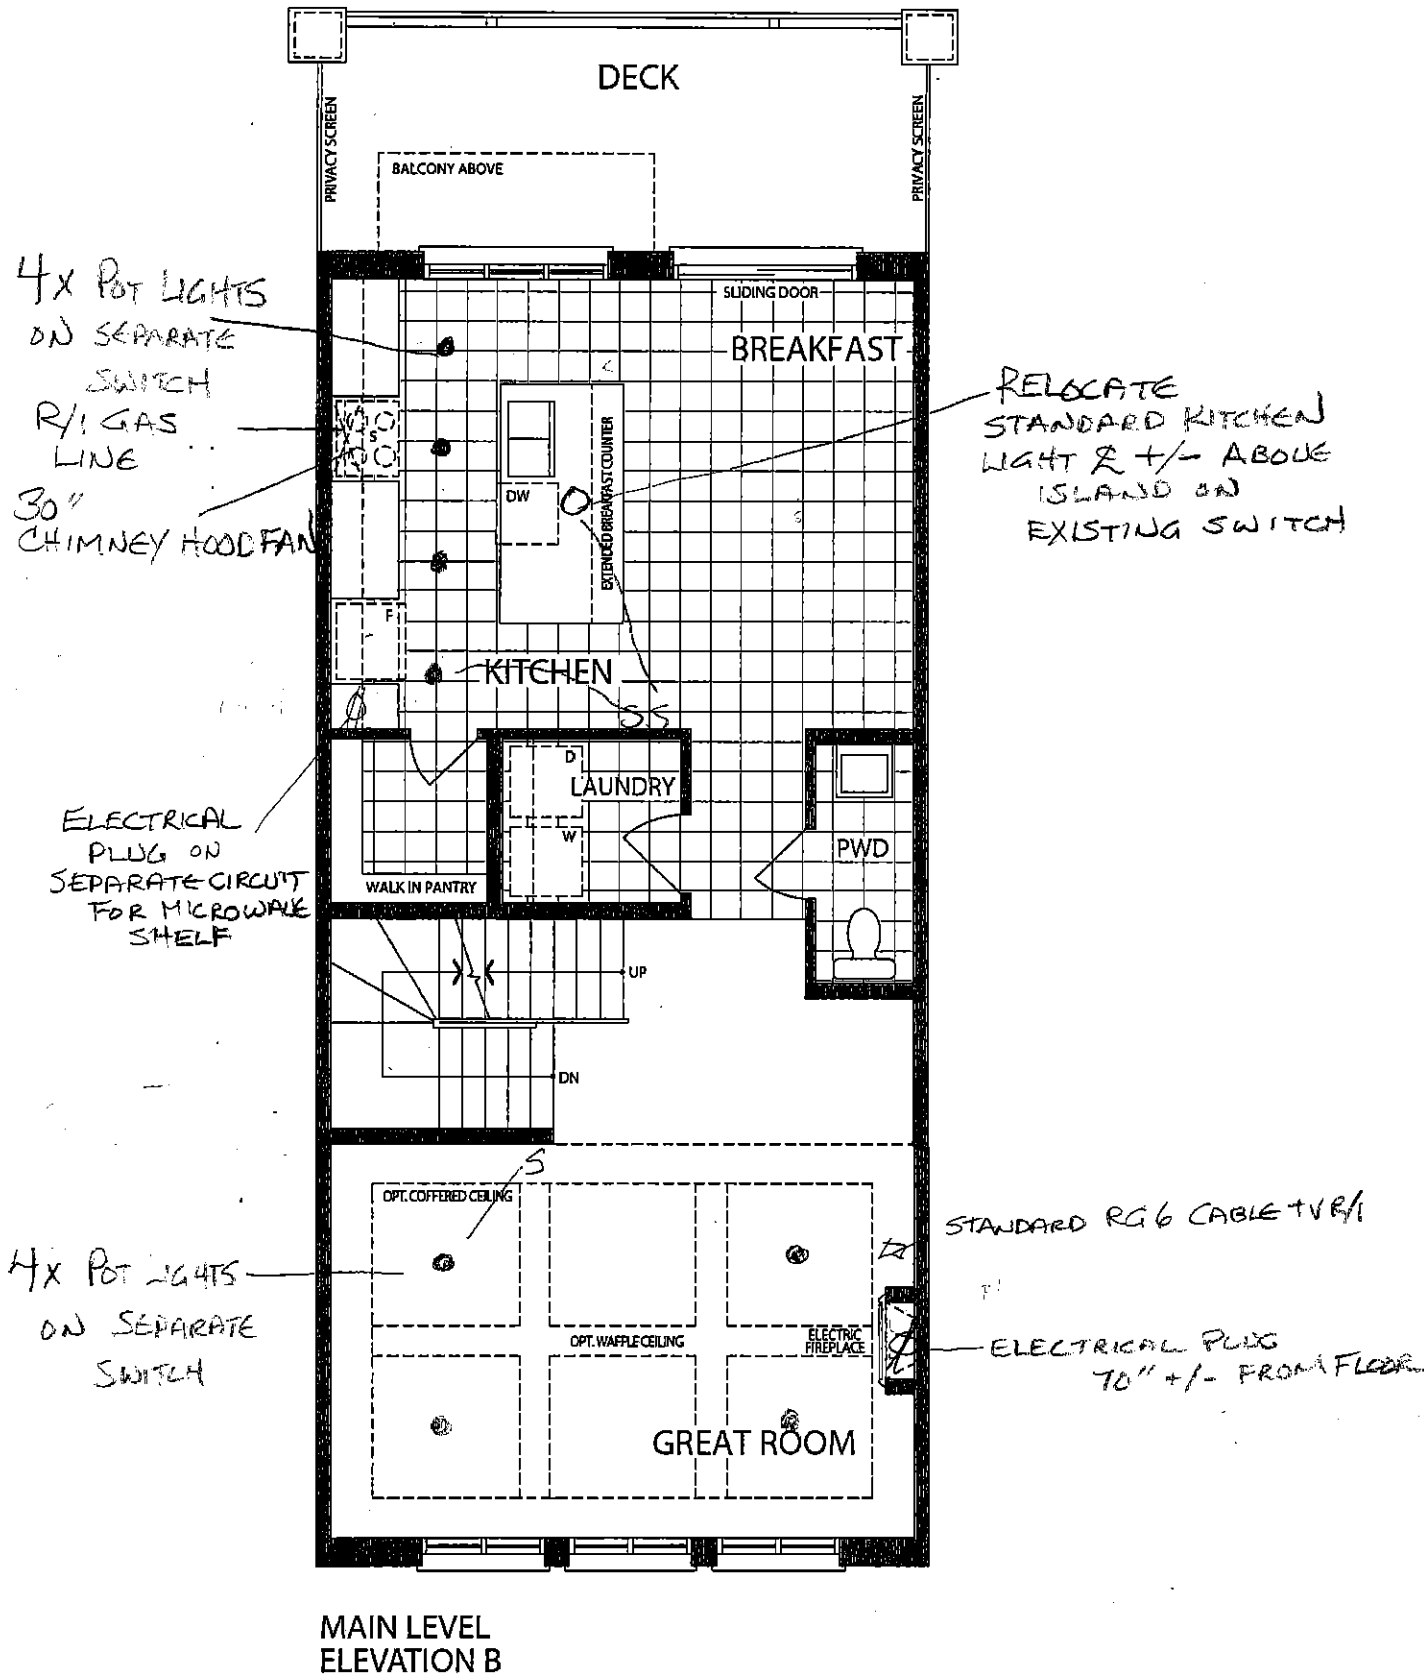 DECK
PRIVACY SCREEN
PRIVACY SCREEN
BALCONY ABOVE
4x POT LIGHTS
ON SEPARATE
SWITCH
SLIDING DOOR
BREAKFAST
R/I GAS
LINE
30"
CHIMNEY HOOD FAN
S
DW
EXTENDED BREAKFAST COUNTER
RELOCATE
STANDARD KITCHEN
LIGHT ℄ +/- ABOVE
ISLAND ON
EXISTING SWITCH
F
KITCHEN
S S
D
LAUNDRY
W
PWD
WALK IN PANTRY
ELECTRICAL
PLUG ON
SEPARATE CIRCUIT
FOR MICROWAVE
SHELF
UP
DN
S
OPT. COFFERED CEILING
4x POT LIGHTS
ON SEPARATE
SWITCH
STANDARD RG6 CABLE TV R/I
OPT. WAFFLE CEILING
ELECTRIC
FIREPLACE
ELECTRICAL PLUG
70" +/- FROM FLOOR
GREAT ROOM
MAIN LEVEL
ELEVATION B